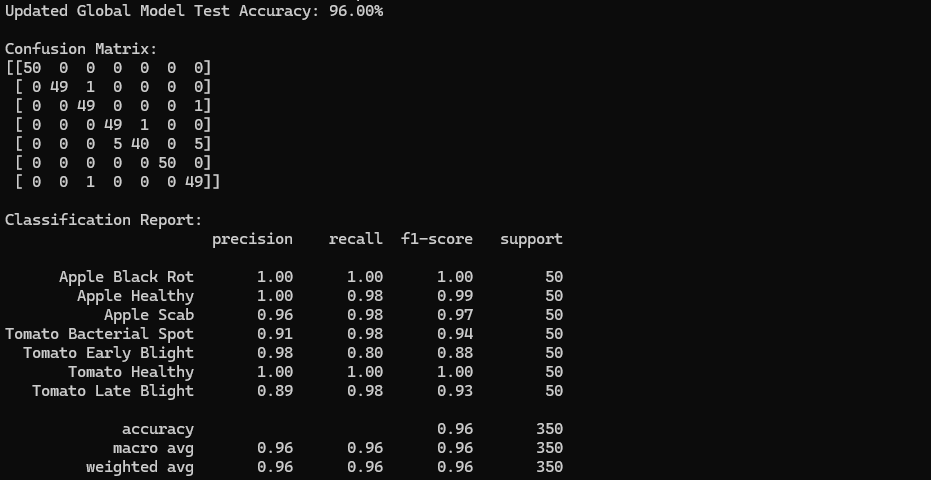 Updated Global Model Test Accuracy: 96.00%
Confusion Matrix:
[[50  0  0  0  0  0  0]
 [ 0 49  1  0  0  0  0]
 [ 0  0 49  0  0  0  1]
 [ 0  0  0 49  1  0  0]
 [ 0  0  0  5 40  0  5]
 [ 0  0  0  0  0 50  0]
 [ 0  0  1  0  0  0 49]]
Classification Report:
                       precision    recall  f1-score   support
      Apple Black Rot       1.00      1.00      1.00        50
        Apple Healthy       1.00      0.98      0.99        50
           Apple Scab       0.96      0.98      0.97        50
Tomato Bacterial Spot       0.91      0.98      0.94        50
  Tomato Early Blight       0.98      0.80      0.88        50
       Tomato Healthy       1.00      1.00      1.00        50
   Tomato Late Blight       0.89      0.98      0.93        50
             accuracy                           0.96       350
            macro avg       0.96      0.96      0.96       350
         weighted avg       0.96      0.96      0.96       350